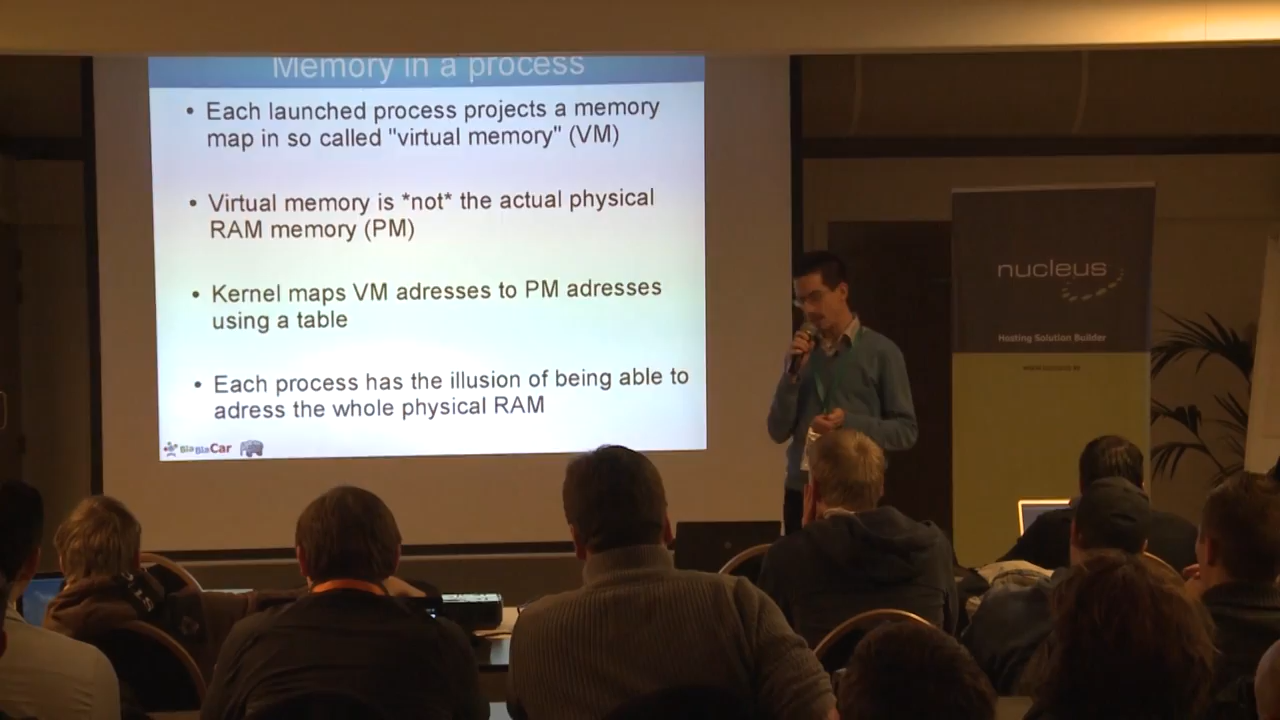 Memory in a process
• Each launched process projects a memory
map in so called "virtual memory" (VM)
• Virtual memory is *not* the actual physical
RAM memory (PM)
• Kernel maps VM adresses to PM adresses
using a table
• Each process has the illusion of being able to
adress the whole physical RAM
BlaBlaCar
nucleus
Hosting Solution Builder